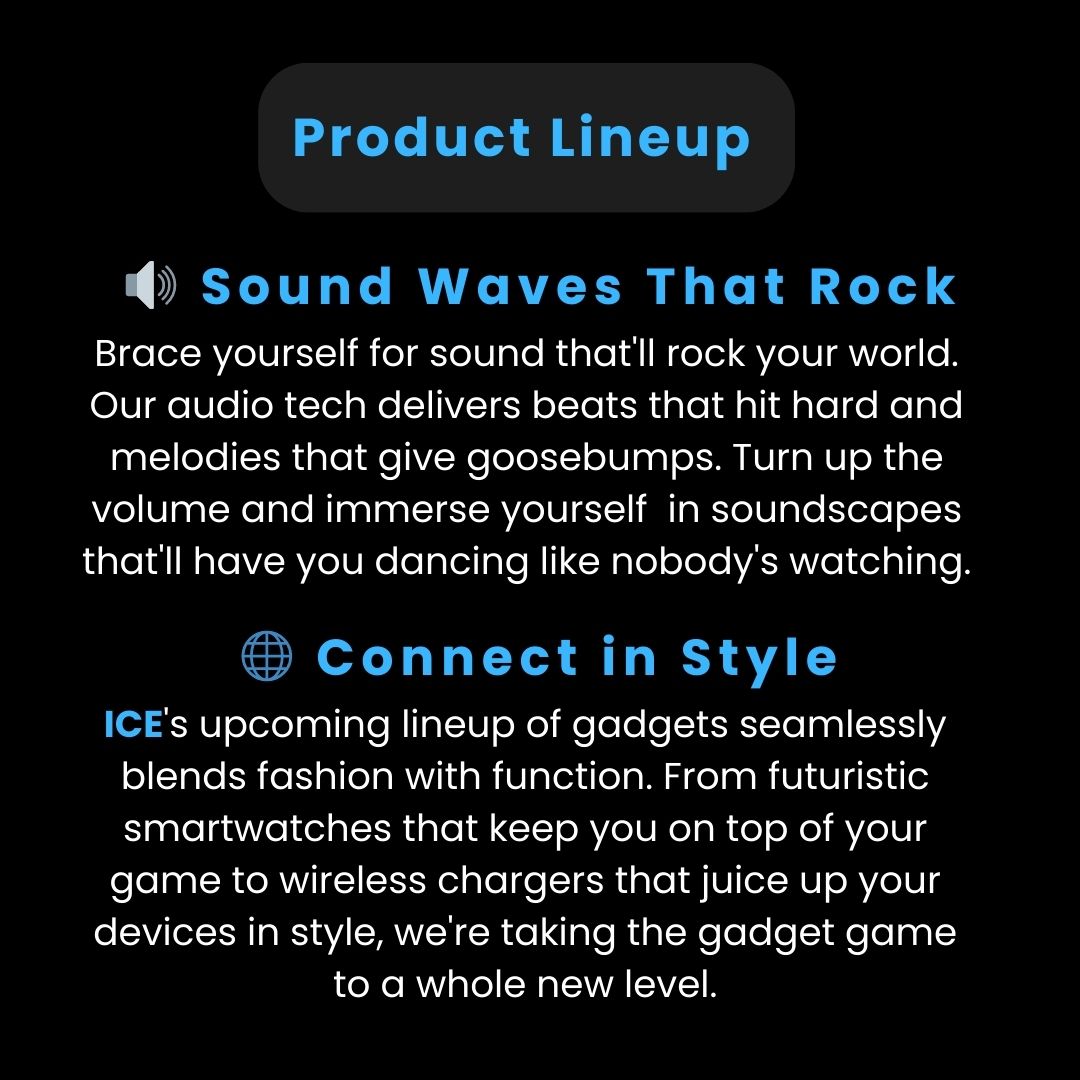 Product Lineup
🔊 Sound Waves That Rock
Brace yourself for sound that'll rock your world.
Our audio tech delivers beats that hit hard and
melodies that give goosebumps. Turn up the
volume and immerse yourself  in soundscapes
that'll have you dancing like nobody's watching.
🌐 Connect in Style
ICE's upcoming lineup of gadgets seamlessly
blends fashion with function. From futuristic
smartwatches that keep you on top of your
game to wireless chargers that juice up your
devices in style, we're taking the gadget game
to a whole new level.